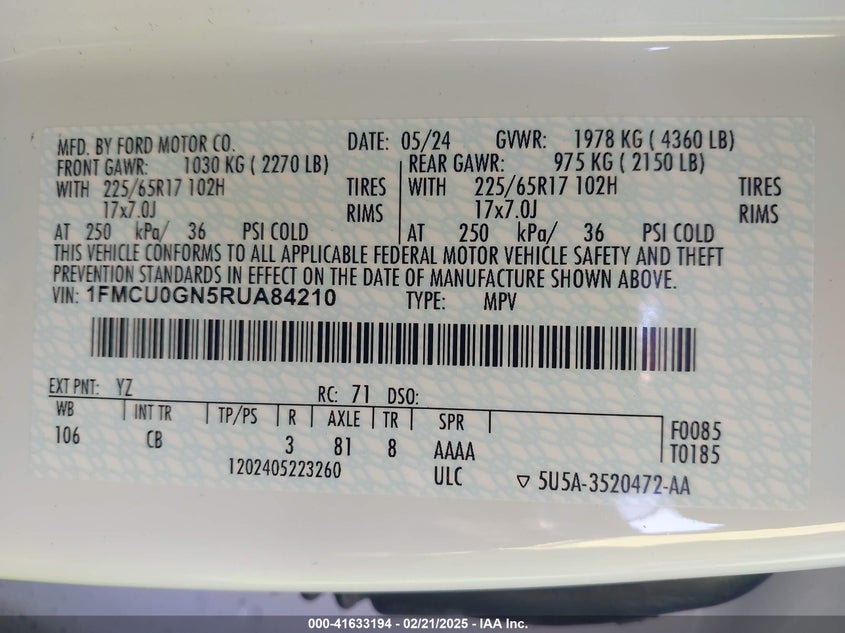 MFD. BY FORD MOTOR CO. DATE: 05/24 GVWR: 1978 KG ( 4360 LB)
FRONT GAWR: 1030 KG ( 2270 LB) REAR GAWR: 975 KG ( 2150 LB)
WITH 225/65R17 102H TIRES WITH 225/65R17 102H TIRES
17x7.0J RIMS 17x7.0J RIMS
AT 250 kPa/ 36 PSI COLD AT 250 kPa/ 36 PSI COLD
THIS VEHICLE CONFORMS TO ALL APPLICABLE FEDERAL MOTOR VEHICLE SAFETY AND THEFT
PREVENTION STANDARDS IN EFFECT ON THE DATE OF MANUFACTURE SHOWN ABOVE.
VIN: 1FMCU0GN5RUA84210 TYPE: MPV
EXT PNT: YZ RC: 71 DSO:
WB INT TR TP/PS R AXLE TR SPR
106 CB 3 81 8 AAAA
F0085
T0185
1202405223260 ULC ▽ 5U5A-3520472-AA
000-41633194 - 02/21/2025 - IAA Inc.